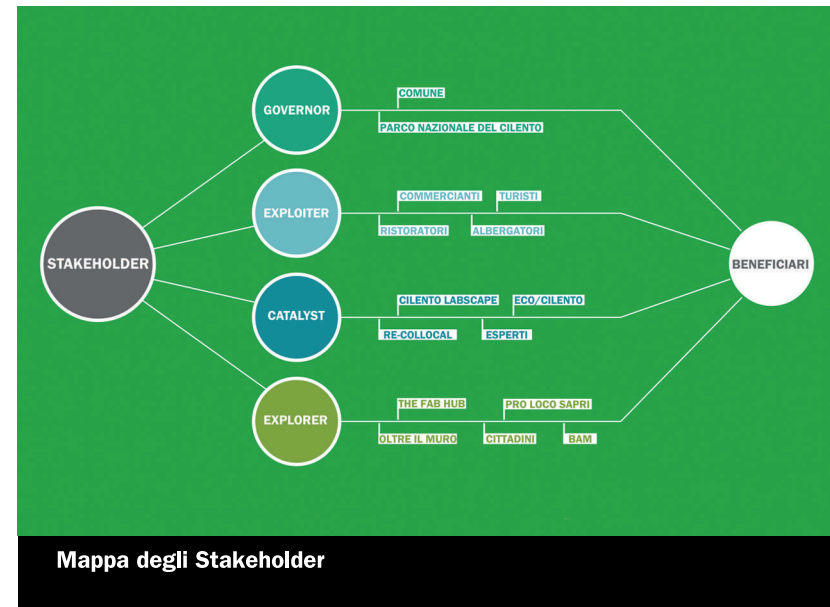 STAKEHOLDER
GOVERNOR
COMUNE
PARCO NAZIONALE DEL CILENTO
EXPLOITER
COMMERCIANTI
TURISTI
RISTORATORI
ALBERGATORI
CATALYST
CILENTO LABSCAPE
ECO/CILENTO
RE-COLLOCAL
ESPERTI
EXPLORER
THE FAB HUB
PRO LOCO SAPRI
OLTRE IL MURO
CITTADINI
BAM
BENEFICIARI
Mappa degli Stakeholder